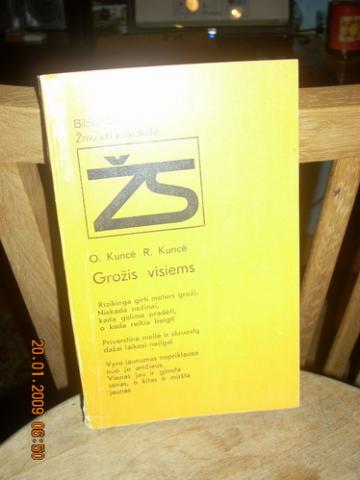 Žmogus ir sveikata
ŽS
O. Kuncė R. Kuncė
Grožis visiems
Rizikinga girti moters grožį,
Niekada nežinai,
kada galima pradėti,
o kada reikia baigti
Priverstinė meilė ir skruostų
dažai laikosi neilgai
Vyro jaunumas nepriklauso
nuo jo amžiaus.
Vienas jau ir gimsta
senas, o kitas ir miršta
jaunas
20.01.2009 06:50